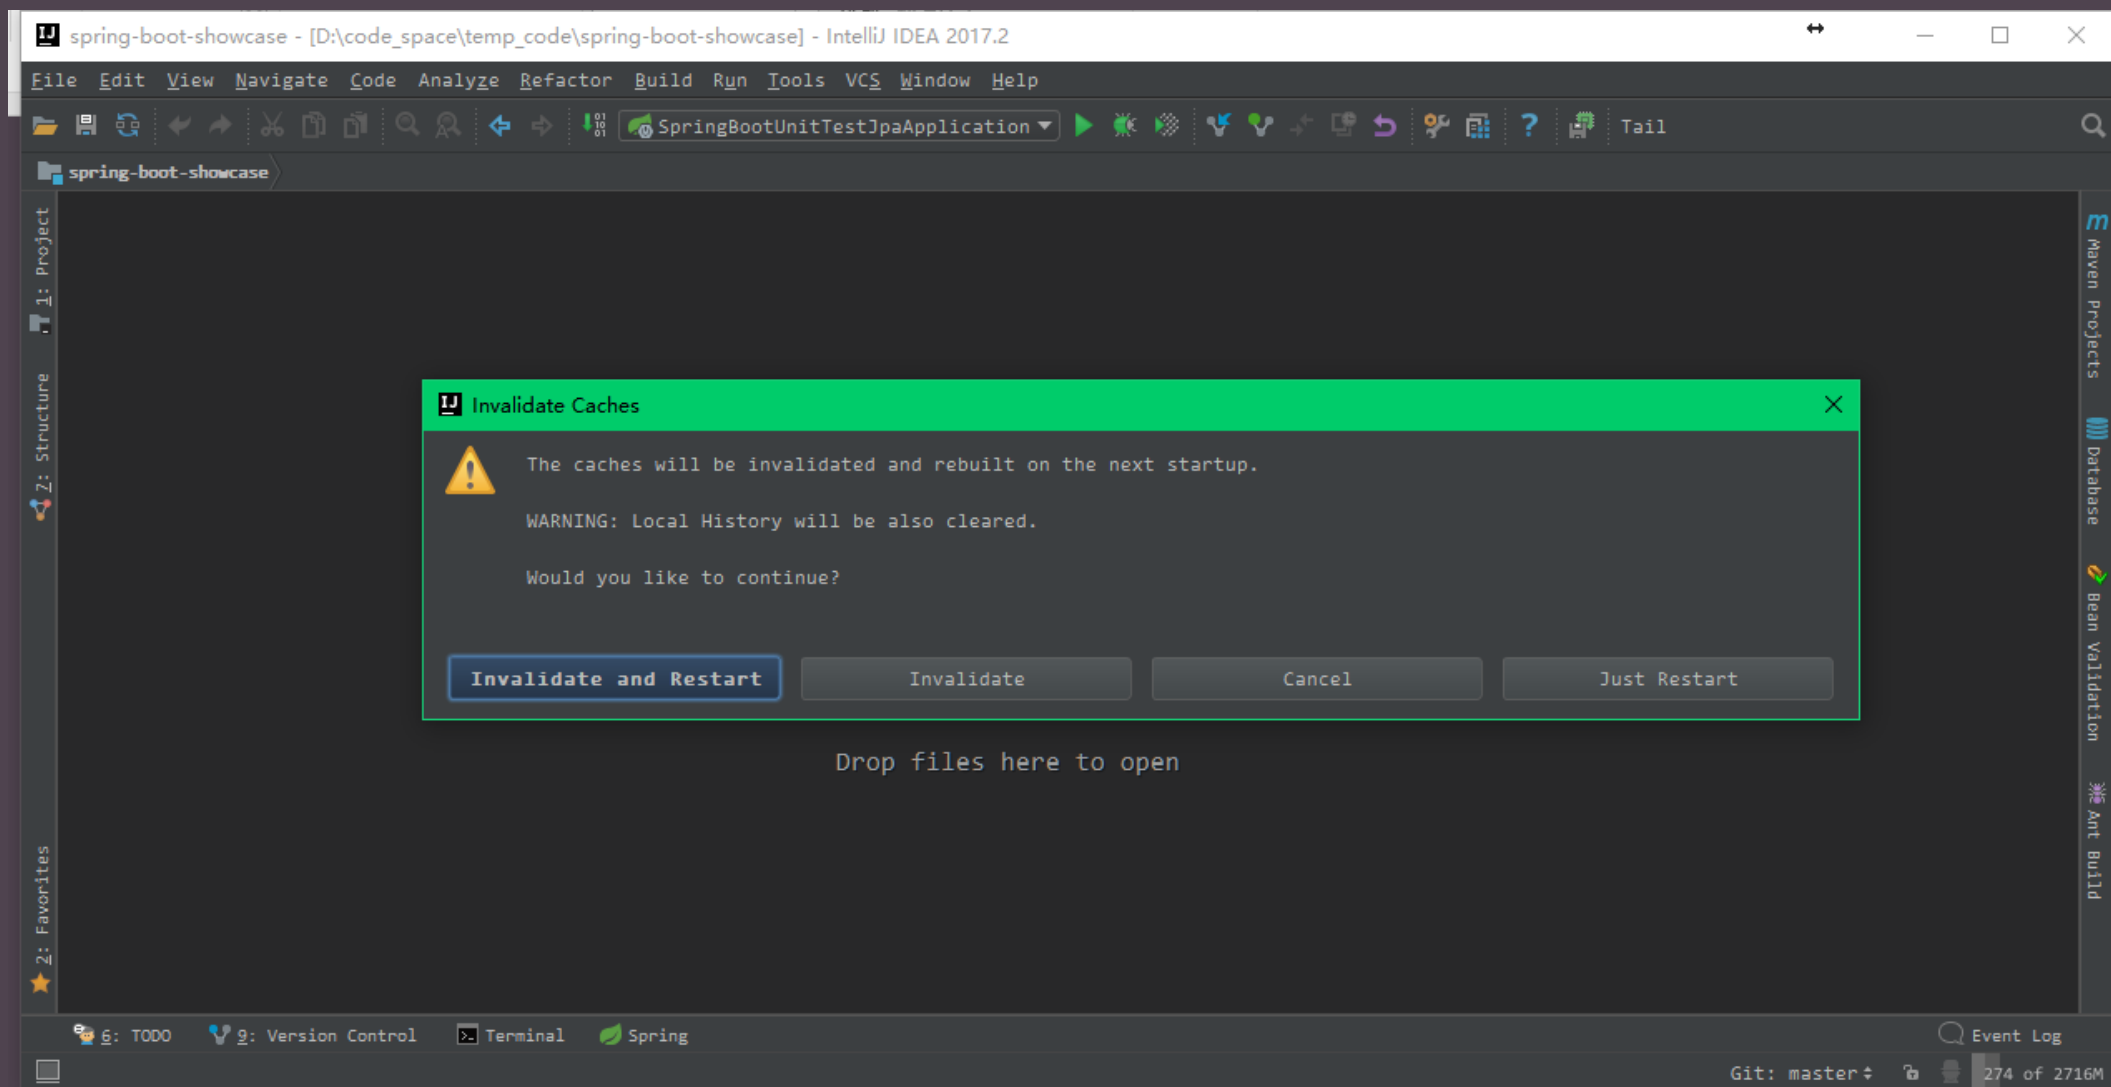 spring-boot-showcase - [D:\code_space\temp_code\spring-boot-showcase] - IntelliJ IDEA 2017.2
File Edit View Navigate Code Analyze Refactor Build Run Tools VCS Window Help
SpringBootUnitTestJpaApplication Tail
spring-boot-showcase
1: Project
7: Structure
2: Favorites
Invalidate Caches
The caches will be invalidated and rebuilt on the next startup.
WARNING: Local History will be also cleared.
Would you like to continue?
Invalidate and Restart Invalidate Cancel Just Restart
Drop files here to open
Maven Projects
Database
Bean Validation
Ant Build
6: TODO 9: Version Control Terminal Spring Event Log
Git: master 274 of 2716M